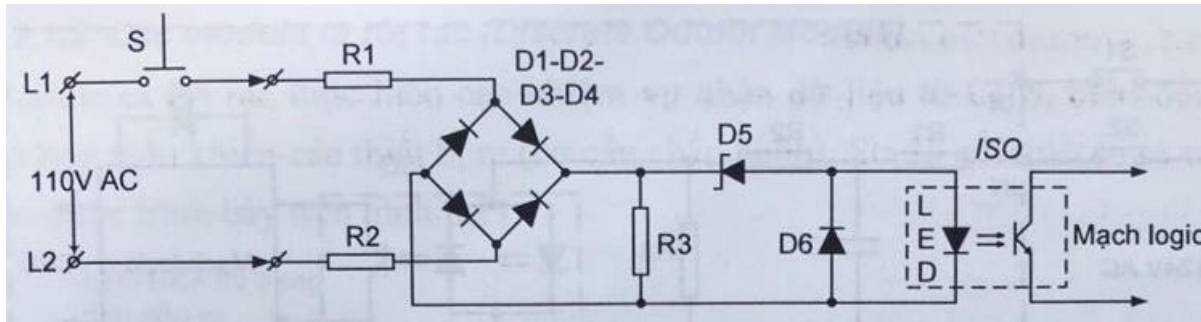 S
L1
R1
D1-D2-
D3-D4
D5
ISO
110V AC
R2
R3
D6
L
E
D
Mạch logic
L2